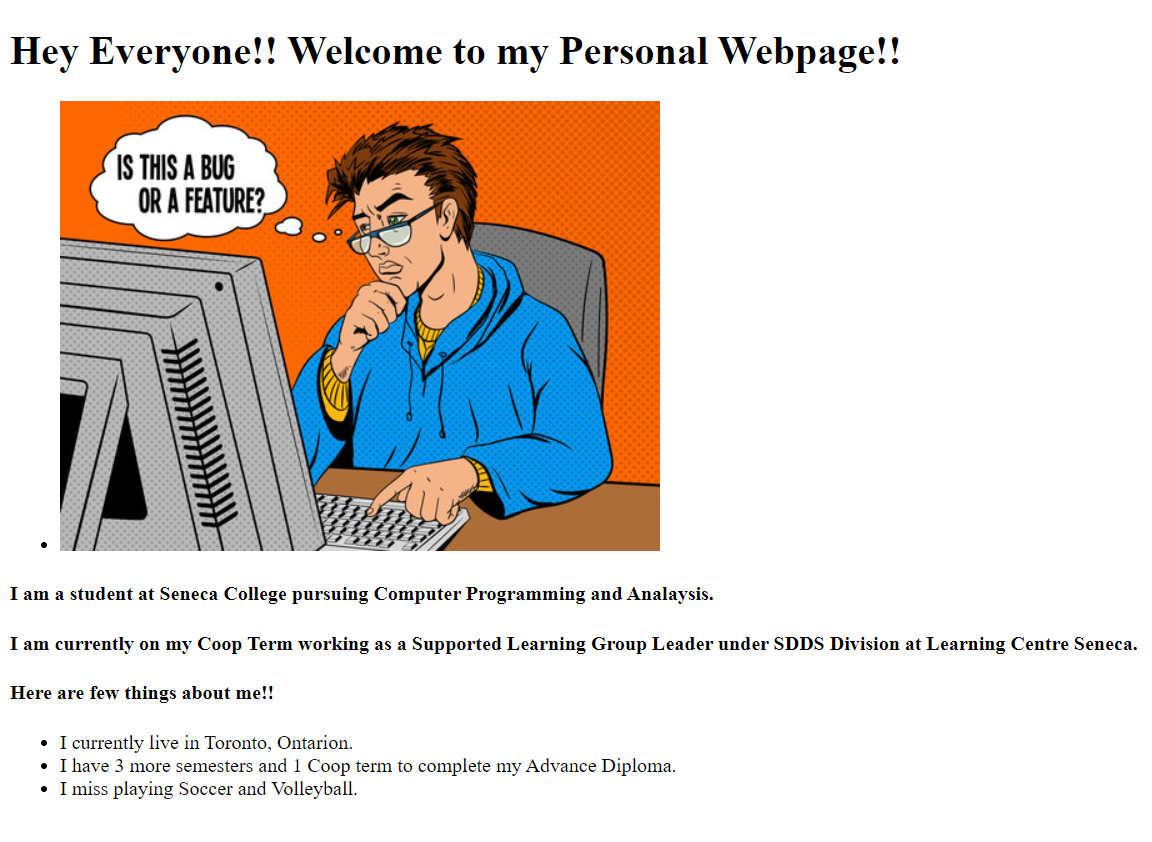 Hey Everyone!! Welcome to my Personal Webpage!!
IS THIS A BUG
OR A FEATURE?
I am a student at Seneca College pursuing Computer Programming and Analaysis.
I am currently on my Coop Term working as a Supported Learning Group Leader under SDDS Division at Learning Centre Seneca.
Here are few things about me!!
I currently live in Toronto, Ontarion.
I have 3 more semesters and 1 Coop term to complete my Advance Diploma.
I miss playing Soccer and Volleyball.